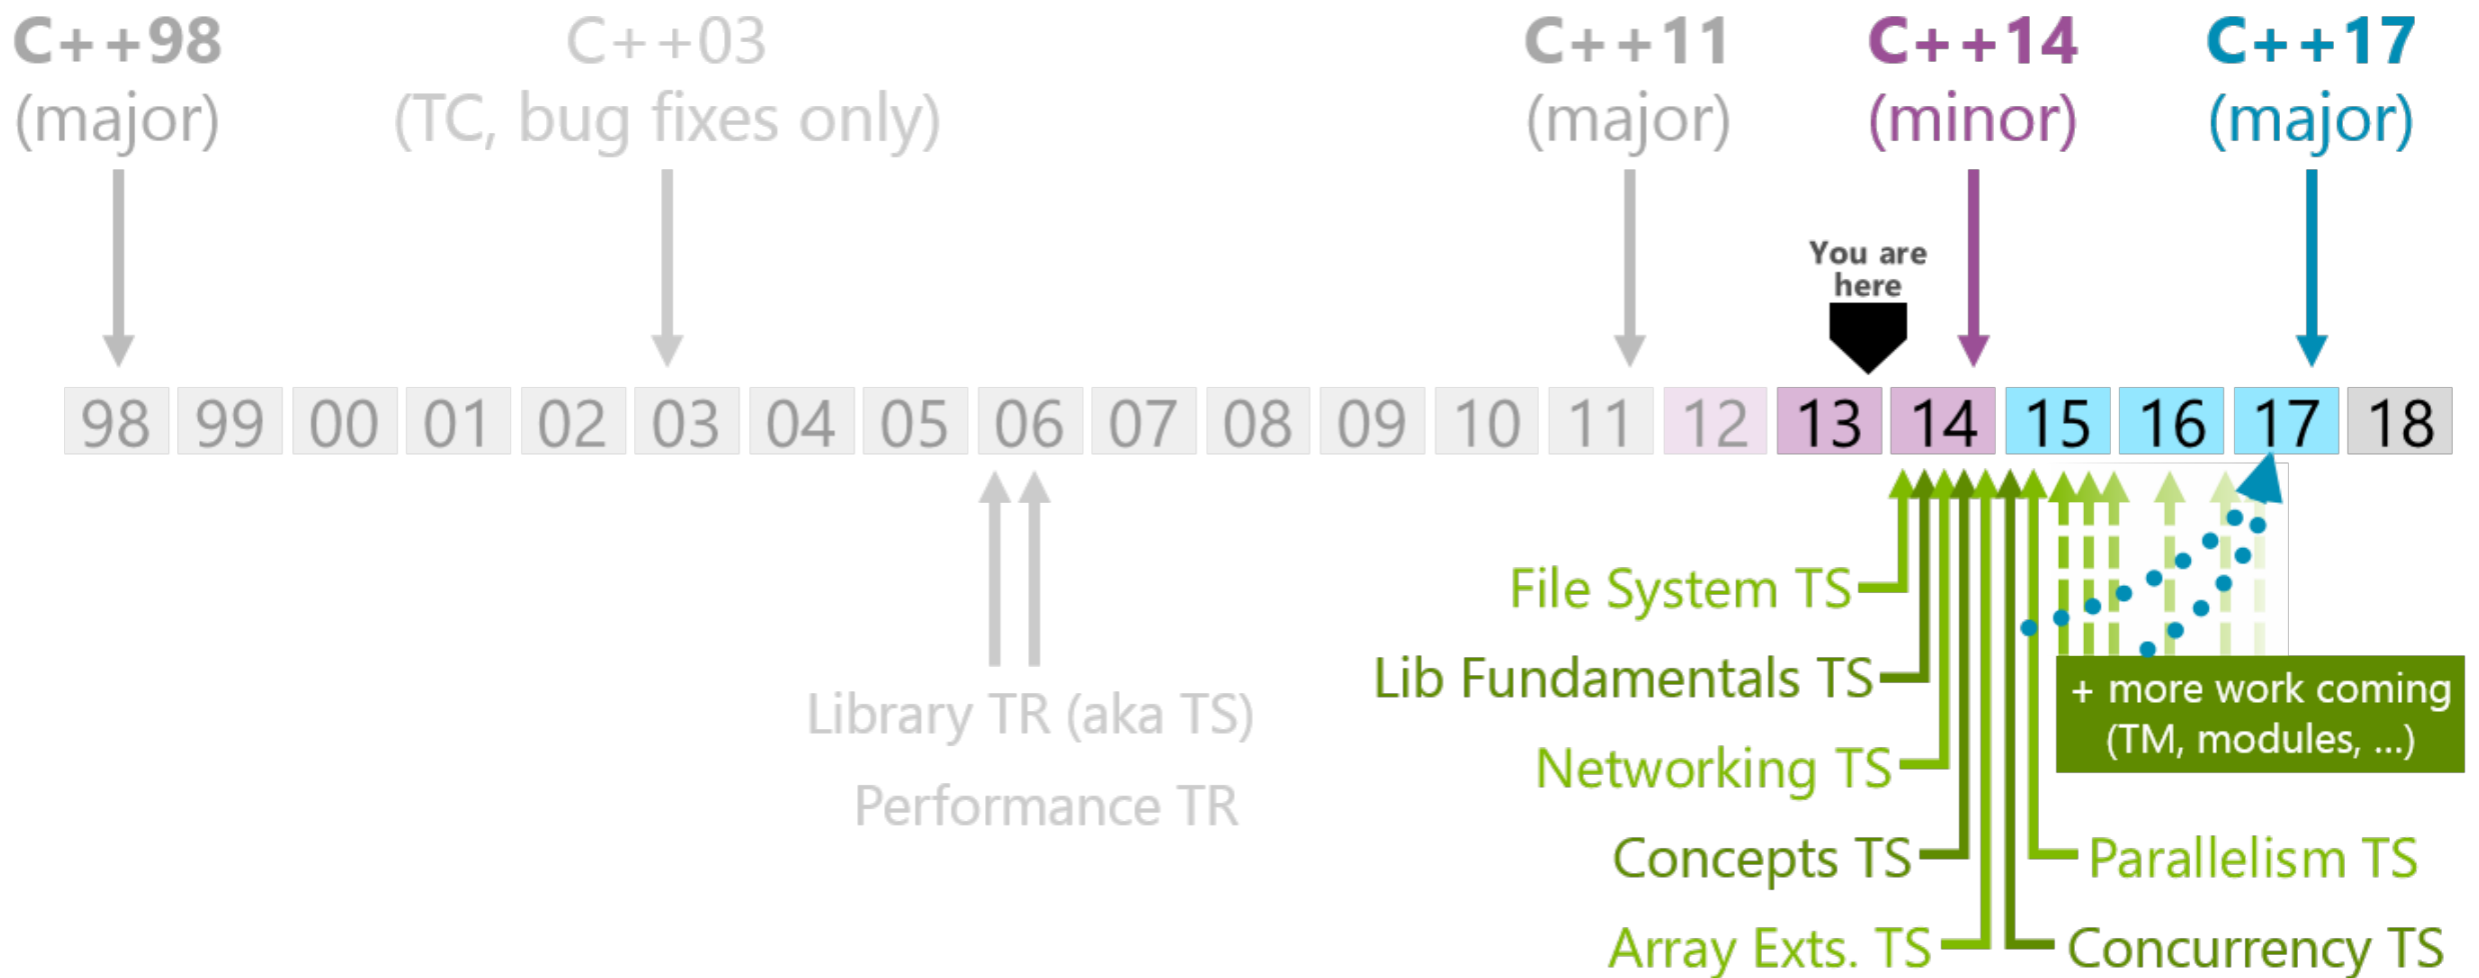 C++98
(major)
C++03
(TC, bug fixes only)
C++11
(major)
C++14
(minor)
C++17
(major)
You are
here
98 99 00 01 02 03 04 05 06 07 08 09 10 11 12 13 14 15 16 17 18
File System TS
Lib Fundamentals TS
Networking TS
Concepts TS
Array Exts. TS
Library TR (aka TS)
Performance TR
+ more work coming
(TM, modules, ...)
Parallelism TS
Concurrency TS